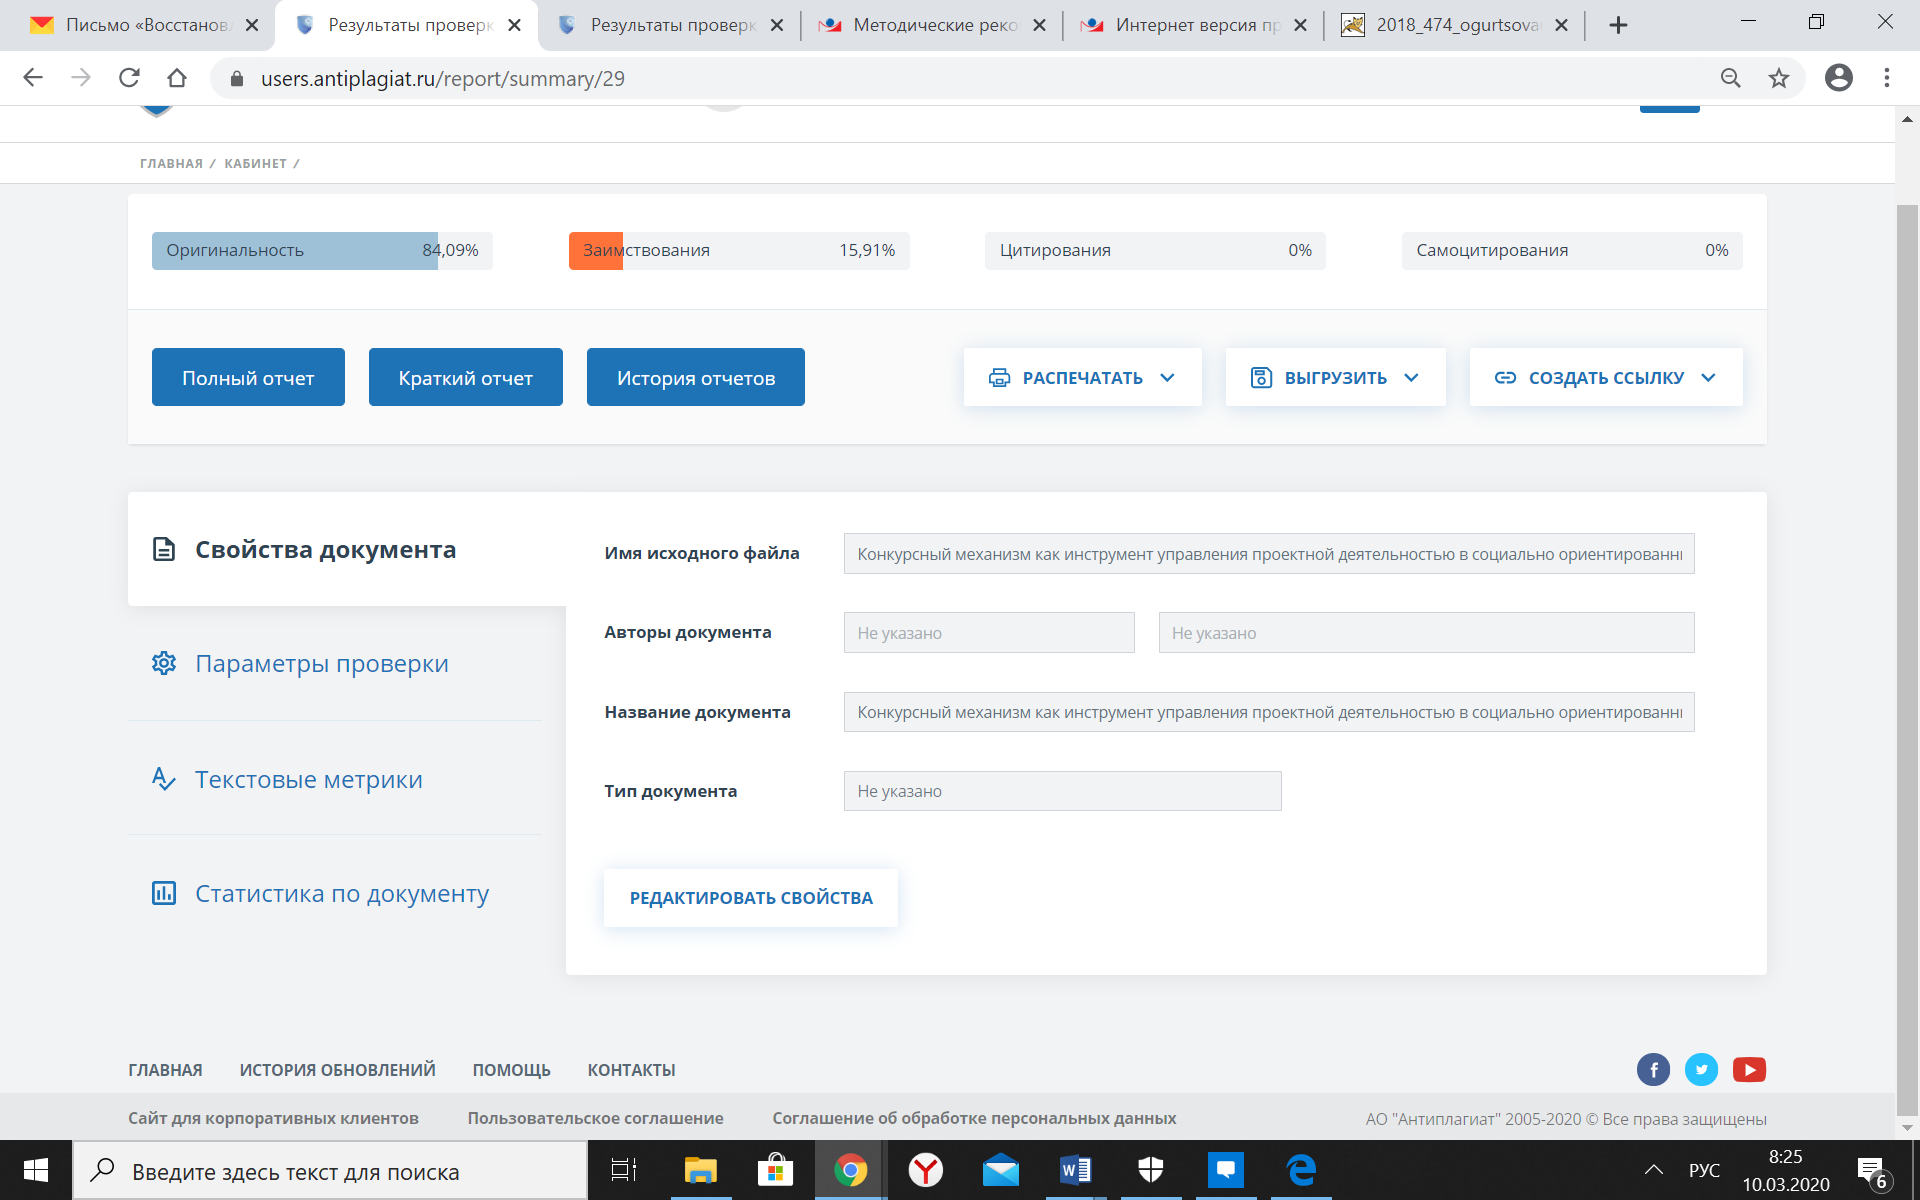 Письмо «Восстановл
Результаты проверк
Результаты проверк
Методические реко
Интернет версия пр
2018_474_ogurtsova
users.antiplagiat.ru/report/summary/29
ГЛАВНАЯ / КАБИНЕТ /
Оригинальность 84,09%
Заимствования 15,91%
Цитирования 0%
Самоцитирования 0%
Полный отчет
Краткий отчет
История отчетов
РАСПЕЧАТАТЬ
ВЫГРУЗИТЬ
СОЗДАТЬ ССЫЛКУ
Свойства документа
Параметры проверки
Текстовые метрики
Статистика по документу
Имя исходного файла
Конкурсный механизм как инструмент управления проектной деятельностью в социально ориентированны
Авторы документа
Не указано
Не указано
Название документа
Конкурсный механизм как инструмент управления проектной деятельностью в социально ориентированны
Тип документа
Не указано
РЕДАКТИРОВАТЬ СВОЙСТВА
ГЛАВНАЯ ИСТОРИЯ ОБНОВЛЕНИЙ ПОМОЩЬ КОНТАКТЫ
Сайт для корпоративных клиентов Пользовательское соглашение Соглашение об обработке персональных данных
АО "Антиплагиат" 2005-2020 © Все права защищены
Введите здесь текст для поиска
РУС
8:25
10.03.2020
6